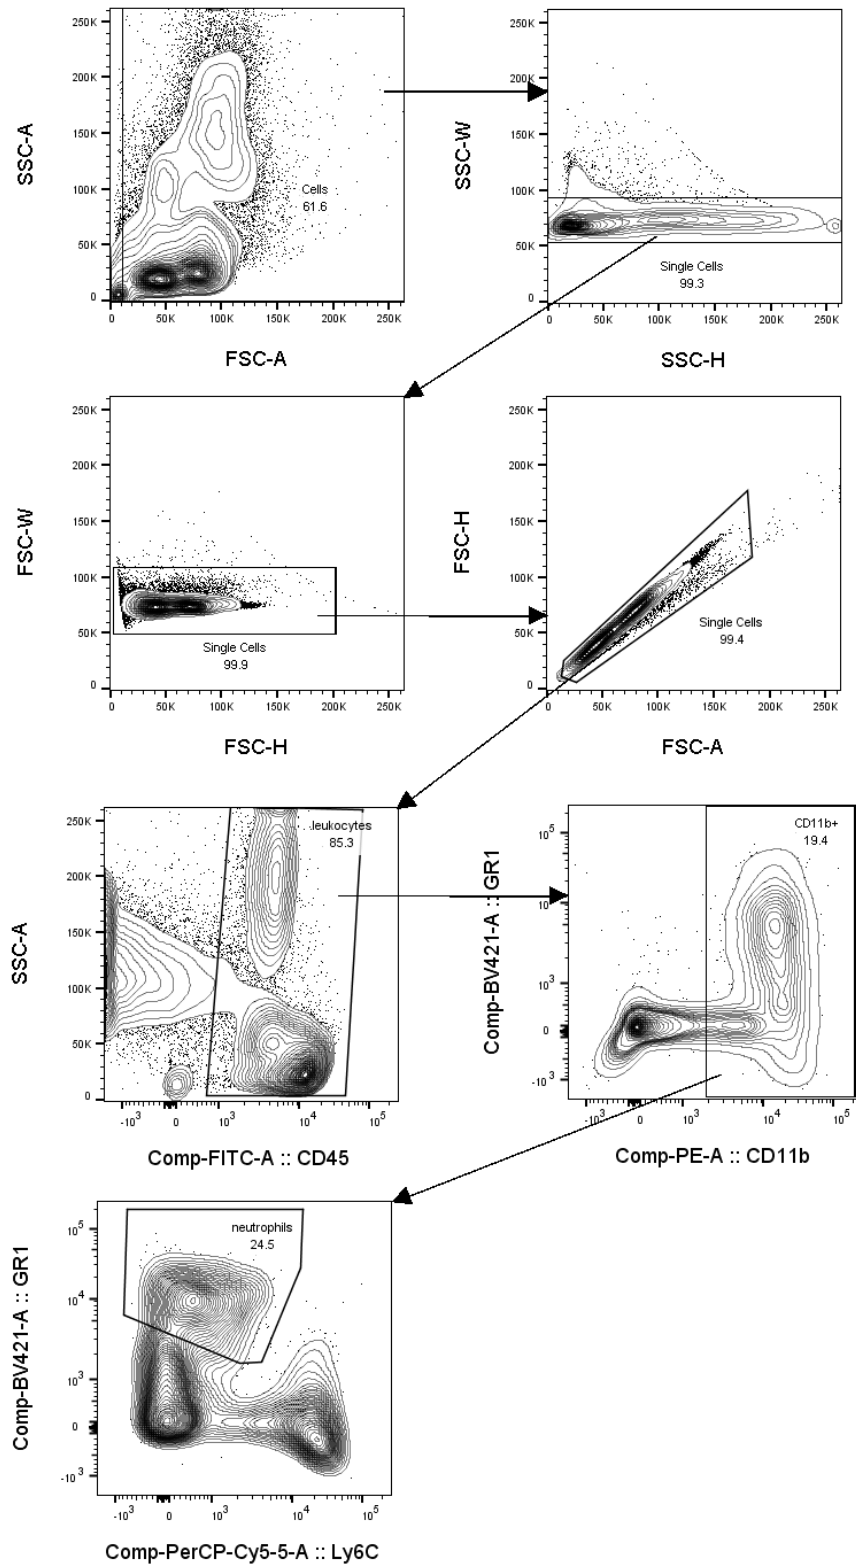 250K
200K
150K
100K
50K
0
SSC-A
Cells
61.6
0 50K 100K 150K 200K 250K
FSC-A
250K
200K
150K
100K
50K
0
SSC-W
Single Cells
99.3
0 50K 100K 150K 200K 250K
SSC-H
250K
200K
150K
100K
50K
0
FSC-W
Single Cells
99.9
0 50K 100K 150K 200K 250K
FSC-H
250K
200K
150K
100K
50K
0
FSC-H
Single Cells
99.4
0 50K 100K 150K 200K 250K
FSC-A
250K
200K
150K
100K
50K
0
SSC-A
leukocytes
85.3
-10³ 0 10³ 10⁴ 10⁵
Comp-FITC-A :: CD45
10⁵
10³
0
-10³
Comp-BV421-A :: GR1
CD11b+
19.4
-10³ 0 10³ 10⁴ 10⁵
Comp-PE-A :: CD11b
10⁵
10⁴
10³
0
-10³
Comp-BV421-A :: GR1
neutrophils
24.5
-10³ 0 10³ 10⁴ 10⁵
Comp-PerCP-Cy5-5-A :: Ly6C